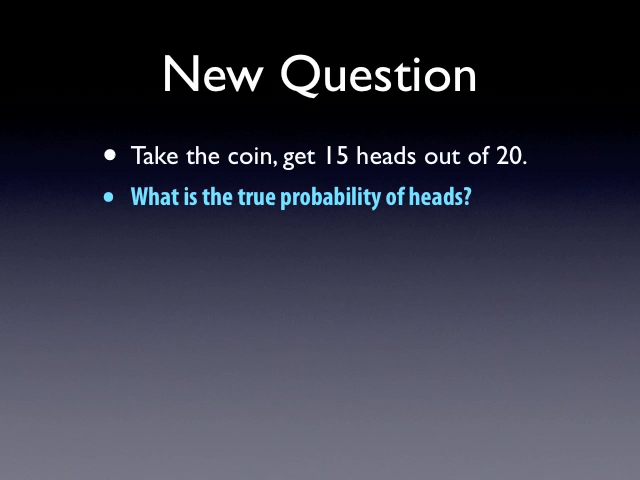 New Question
• Take the coin, get 15 heads out of 20.
• What is the true probability of heads?